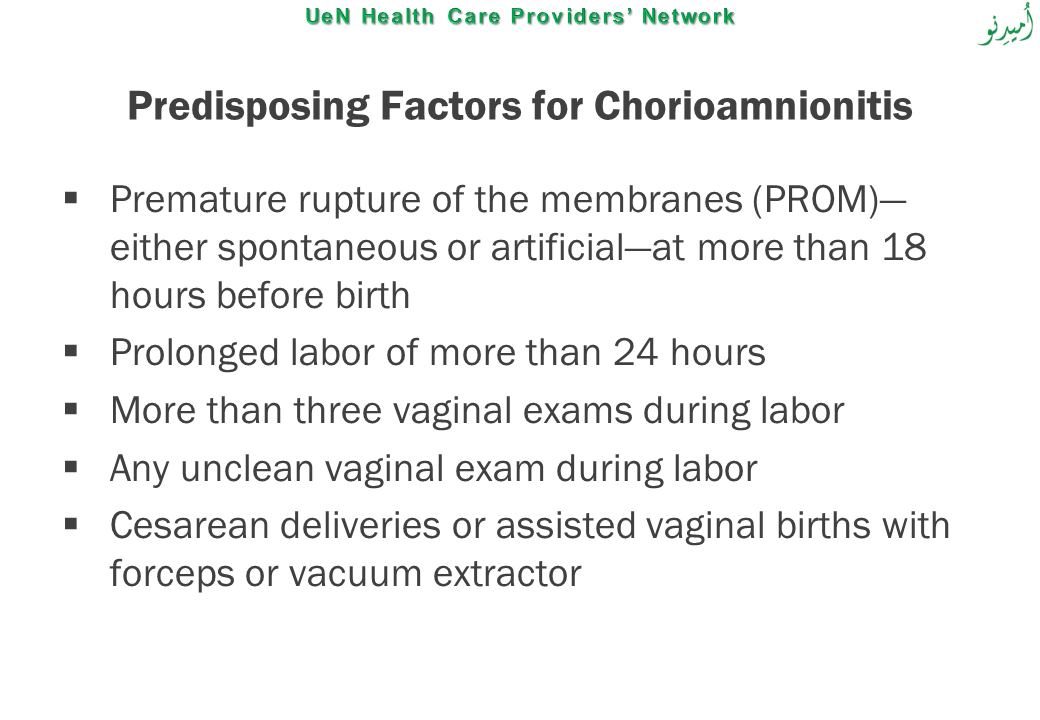 UeN Health Care Providers’ Network
اُميدِنو
Predisposing Factors for Chorioamnionitis
▪ Premature rupture of the membranes (PROM)—
either spontaneous or artificial—at more than 18
hours before birth
▪ Prolonged labor of more than 24 hours
▪ More than three vaginal exams during labor
▪ Any unclean vaginal exam during labor
▪ Cesarean deliveries or assisted vaginal births with
forceps or vacuum extractor